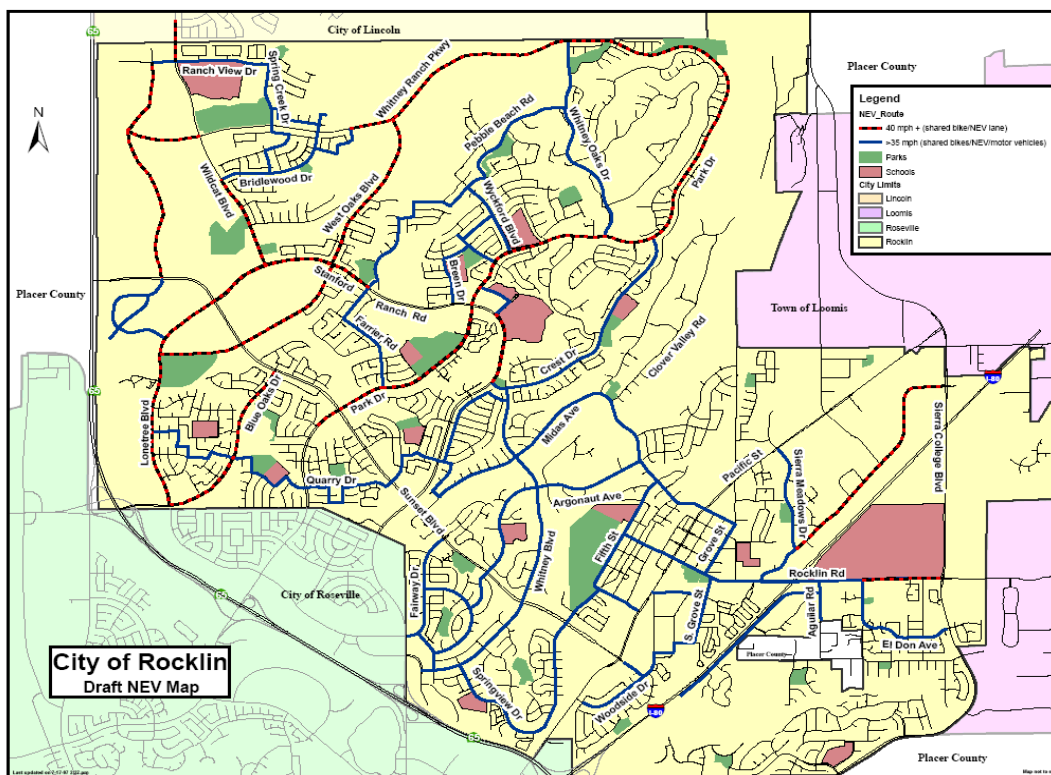 City of Lincoln
65
Placer County
Ranch View Dr
Spring Creek Dr
Whitney Ranch Pkwy
N
Legend
NEV_Route
40 mph + (shared bike/NEV lane)
>35 mph (shared bikes/NEV/motor vehicles)
Parks
Schools
City Limits
Lincoln
Loomis
Roseville
Rocklin
Pebble Beach Rd
Whitney Oaks Dr
Park Dr
Bridlewood Dr
Wildcat Blvd
West Oaks Blvd
Wyckford Blvd
Breen Dr
Stanford
Ranch Rd
Placer County
Town of Loomis
Farrier Rd
Clover Valley Rd
Crest Dr
65
I-80
Lonetree Blvd
Blue Oaks Dr
Park Dr
Midas Ave
Sierra College Blvd
Pacific St
Sierra Meadows Dr
Quarry Dr
Sunset Blvd
Argonaut Ave
Whitney Blvd
Fifth St
Grove St
Rocklin Rd
City of Roseville
Fairway Dr
S. Grove St
Aguilar Rd
El Don Ave
Placer County
City of Rocklin
Draft NEV Map
Springview Dr
Woodside Dr
I-80
65
Placer County